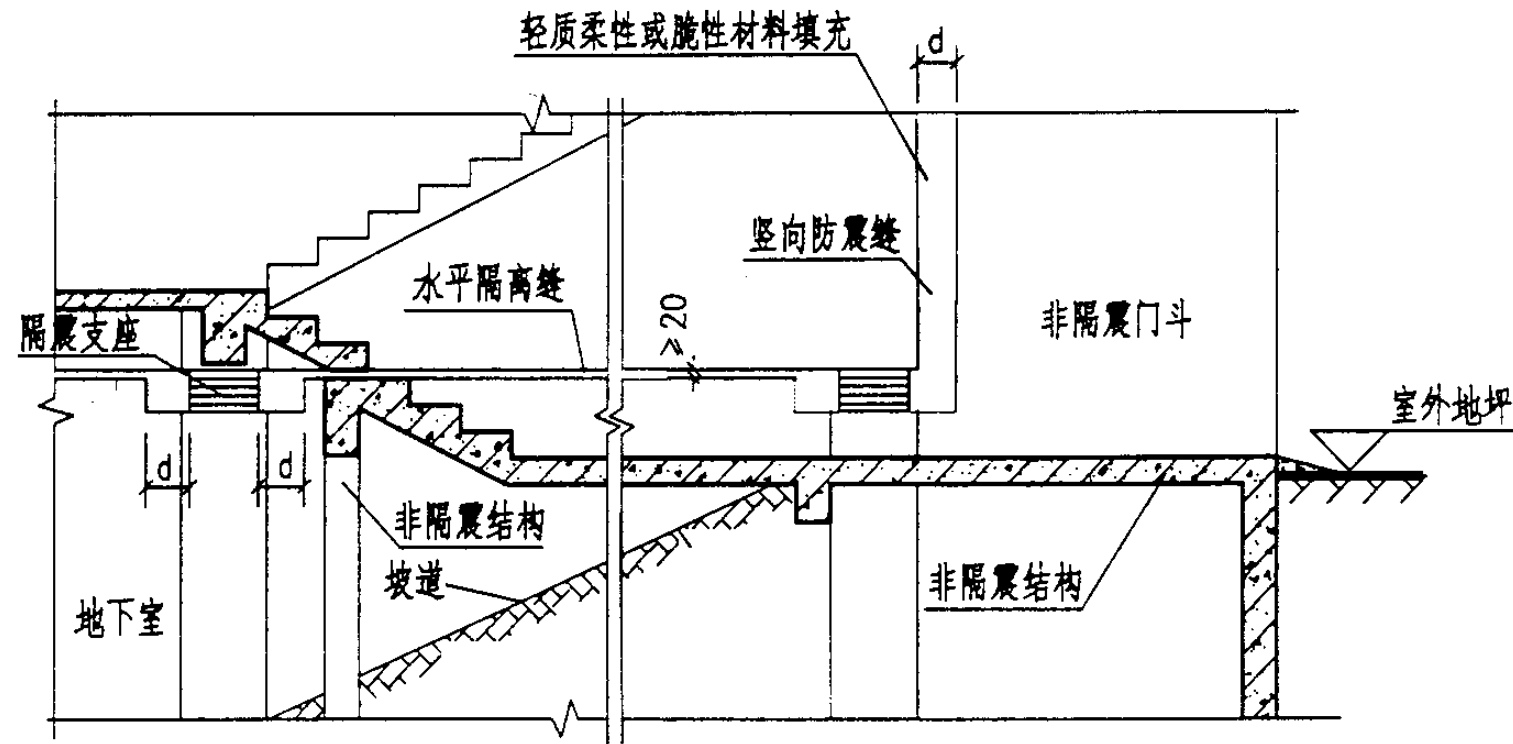 轻质柔性或脆性材料填充
d
竖向防震缝
水平隔离缝
≥20
非隔震门斗
隔震支座
室外地坪
d
d
非隔震结构
坡道
非隔震结构
地下室